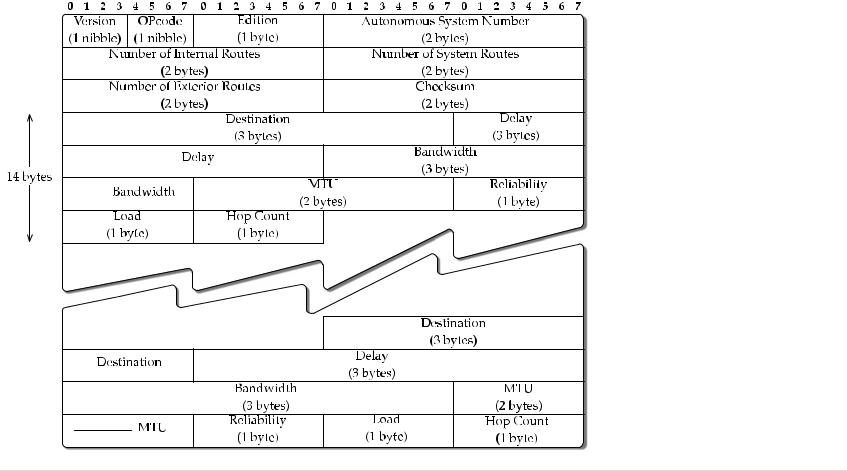 0 1 2 3 4 5 6 7 0 1 2 3 4 5 6 7 0 1 2 3 4 5 6 7 0 1 2 3 4 5 6 7
Version OPcode Edition Autonomous System Number
(1 nibble) (1 nibble) (1 byte) (2 bytes)
Number of Internal Routes Number of System Routes
(2 bytes) (2 bytes)
Number of Exterior Routes Checksum
(2 bytes) (2 bytes)
Destination Delay
(3 bytes) (3 bytes)
Delay Bandwidth
(3 bytes)
14 bytes
Bandwidth MTU Reliability
(2 bytes) (1 byte)
Load Hop Count
(1 byte) (1 byte)
Destination
(3 bytes)
Destination Delay
(3 bytes)
Bandwidth MTU
(3 bytes) (2 bytes)
MTU Reliability Load Hop Count
(1 byte) (1 byte) (1 byte)